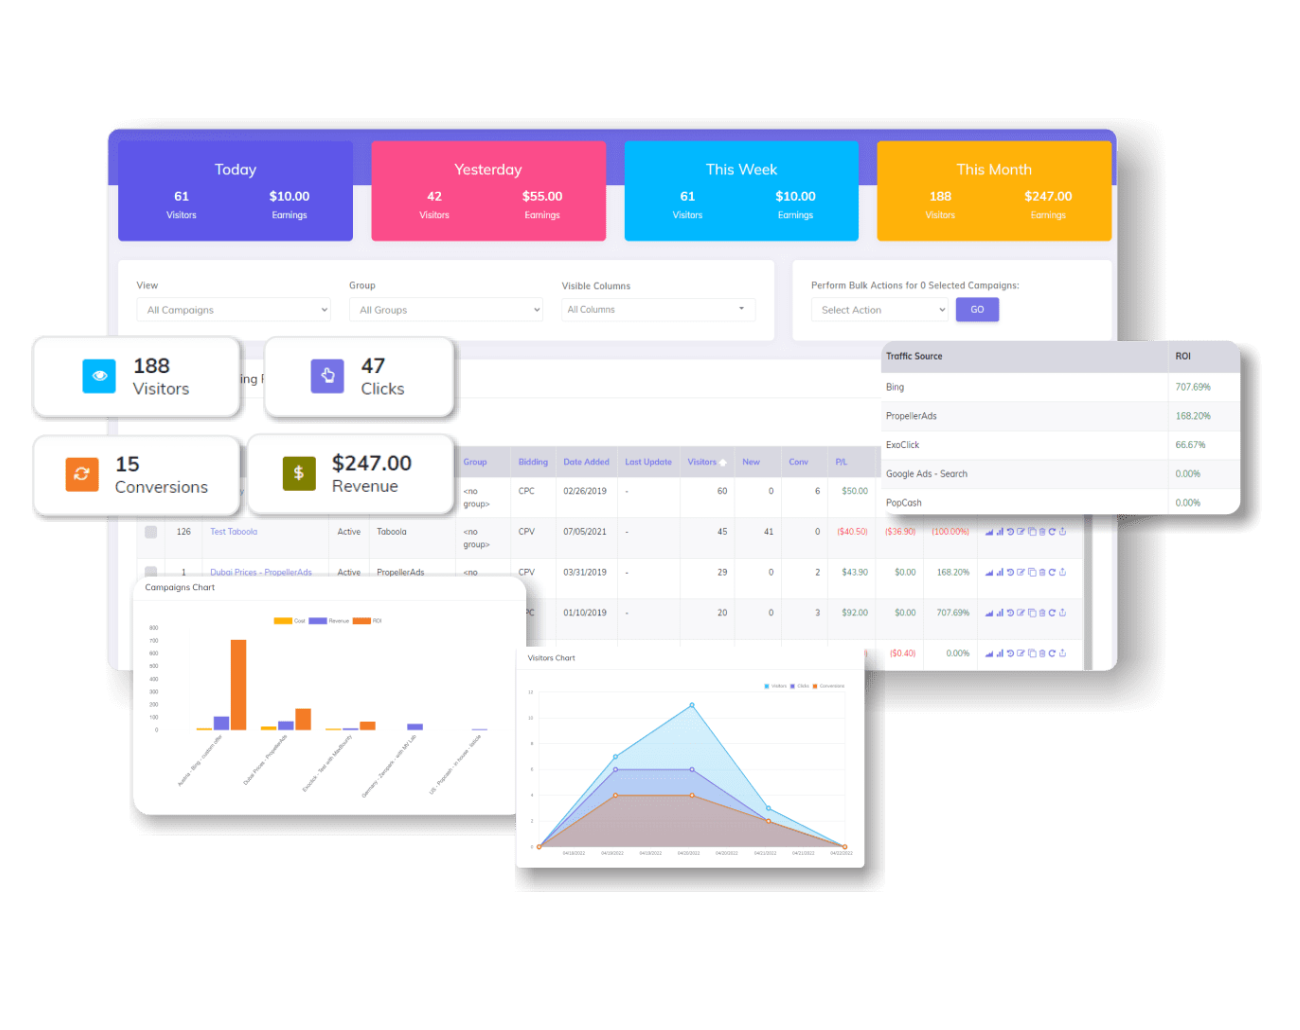 Today
61 $10.00
Visitors Earnings
Yesterday
42 $55.00
Visitors Earnings
This Week
61 $10.00
Visitors Earnings
This Month
188 $247.00
Visitors Earnings
View
All Campaigns
Group
All Groups
Visible Columns
All Columns
Perform Bulk Actions for 0 Selected Campaigns:
Select Action GO
188
Visitors
47
Clicks
15
Conversions
$247.00
Revenue
Traffic Source ROI
Bing 707.69%
PropellerAds 168.20%
ExoClick 66.67%
Google Ads - Search 0.00%
PopCash 0.00%
Group Bidding Date Added Last Update Visitors New Conv P/L
<no group> CPC 02/26/2019 - 60 0 6 $50.00
126 Test Taboola Active Taboola <no group> CPV 07/05/2021 - 45 41 0 ($40.50) ($36.90) (100.00%)
1 Dubai Prices - PropellerAds Active PropellerAds <no CPV 03/31/2019 - 29 0 2 $43.90 $0.00 168.20%
01/10/2019 - 20 0 3 $92.00 $0.00 707.69%
($0.40) 0.00%
Campaigns Chart
Cost Revenue ROI
800
700
600
500
400
300
200
100
0
Dubai Prices - PropellerAds
Visitors Chart
Visitors Clicks Conversions
12
10
8
6
4
2
0